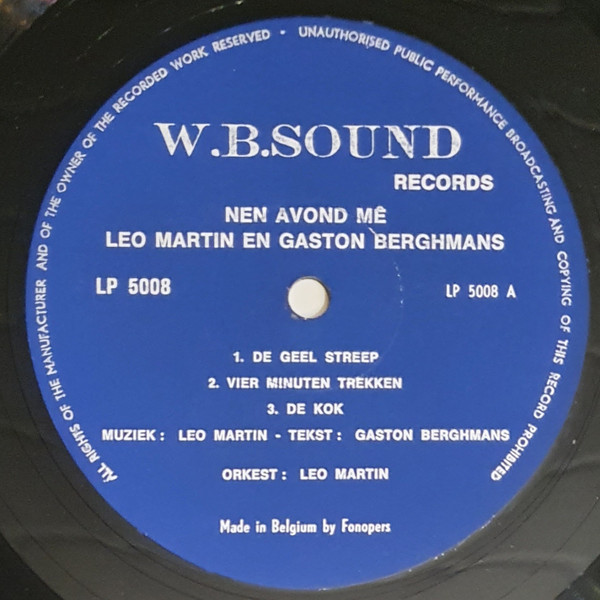 ALL RIGHTS OF THE MANUFACTURER AND OF THE OWNER OF THE RECORDED WORK RESERVED • UNAUTHORISED PUBLIC PERFORMANCE BROADCASTING AND COPYING OF THIS RECORD PROHIBITED
W.B.SOUND
RECORDS
NEN AVOND MÊ
LEO MARTIN EN GASTON BERGHMANS
LP 5008
LP 5008 A
1. DE GEEL STREEP
2. VIER MINUTEN TREKKEN
3. DE KOK
MUZIEK : LEO MARTIN - TEKST : GASTON BERGHMANS
ORKEST : LEO MARTIN
Made in Belgium by Fonopers